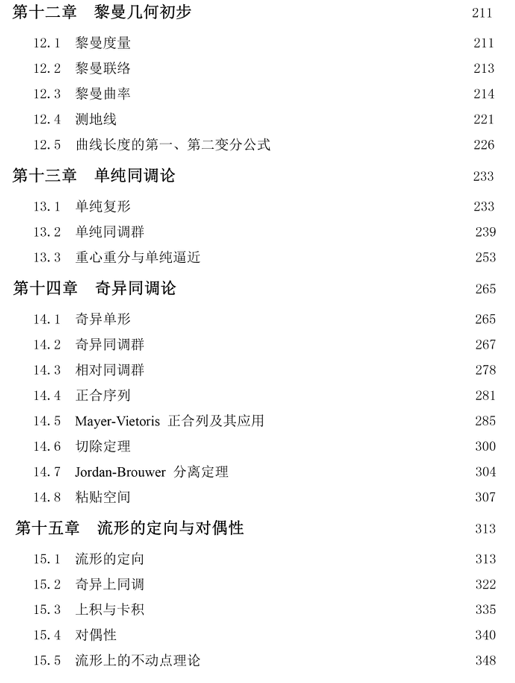 第十二章 黎曼几何初步 211
12.1 黎曼度量 211
12.2 黎曼联络 213
12.3 黎曼曲率 214
12.4 测地线 221
12.5 曲线长度的第一、第二变分公式 226
第十三章 单纯同调论 233
13.1 单纯复形 233
13.2 单纯同调群 239
13.3 重心重分与单纯逼近 253
第十四章 奇异同调论 265
14.1 奇异单形 265
14.2 奇异同调群 267
14.3 相对同调群 278
14.4 正合序列 281
14.5 Mayer-Vietoris 正合列及其应用 285
14.6 切除定理 300
14.7 Jordan-Brouwer 分离定理 304
14.8 粘贴空间 307
第十五章 流形的定向与对偶性 313
15.1 流形的定向 313
15.2 奇异上同调 322
15.3 上积与卡积 335
15.4 对偶性 340
15.5 流形上的不动点理论 348